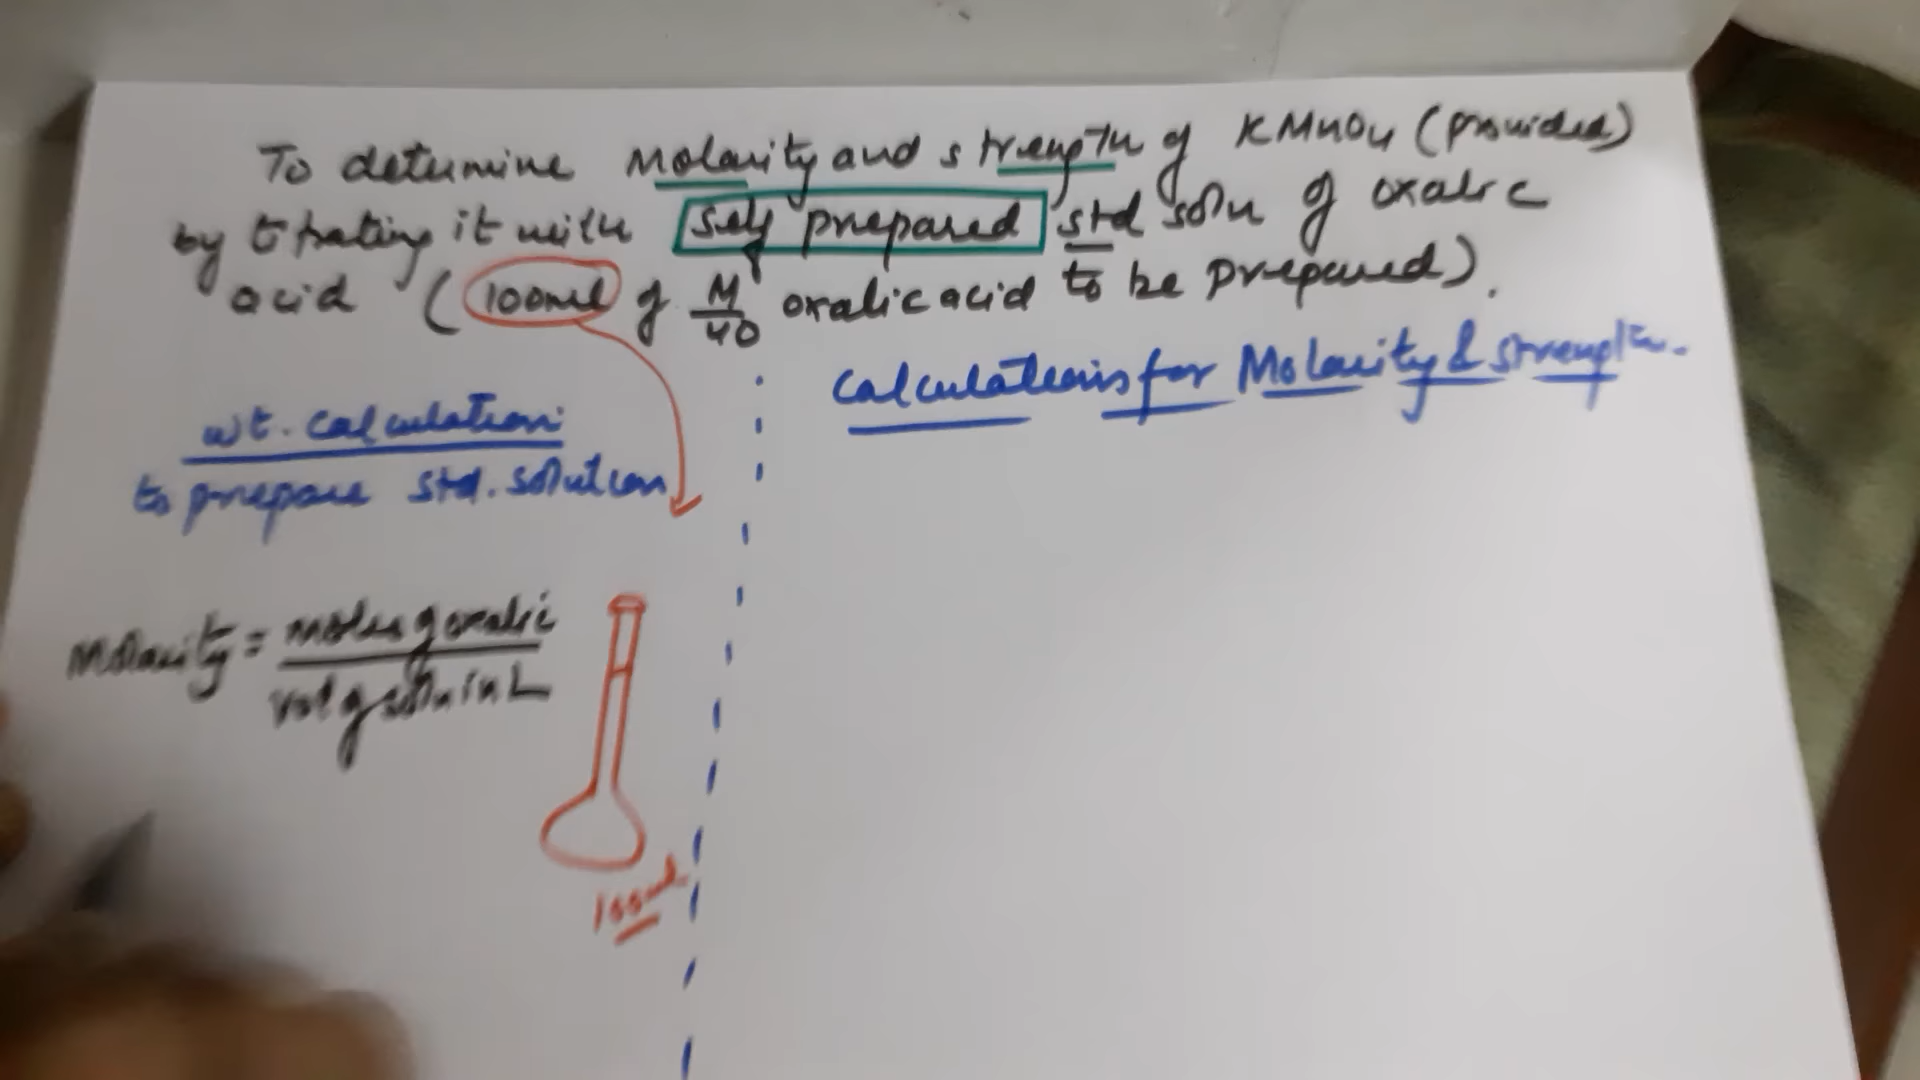 To determine Molarity and strength of KMnO4 (provided)
by titrating it with self prepared std soln of oxalic
acid (100ml of M/40 oxalic acid to be prepared).
wt. calculation
to prepare std. solution
calculations for Molarity & strength.
Molarity = moles of oxalic / vol of soln in L
100ml